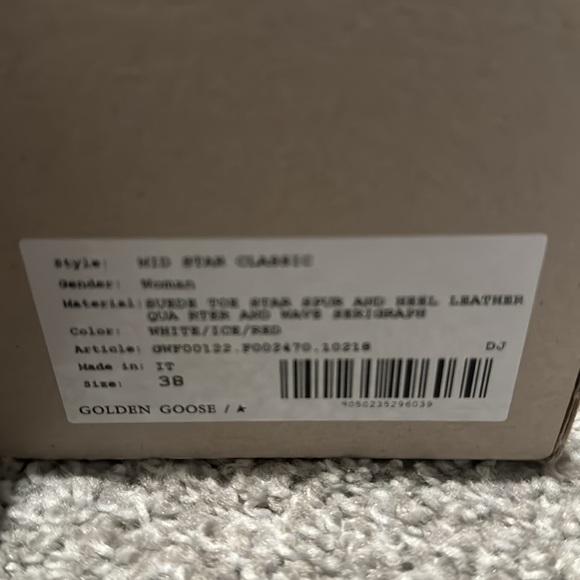 Style: MID STAR CLASSIC
Gender: Woman
Material: SUEDE TOE STAR SPUR AND HEEL LEATHER
QUA RTER AND WAVE SERIGRAPH
Color: WHITE/ICE/RED
Article: GWF00122.F002470.10218 DJ
Made in: IT
Size: 38
GOLDEN GOOSE / ★